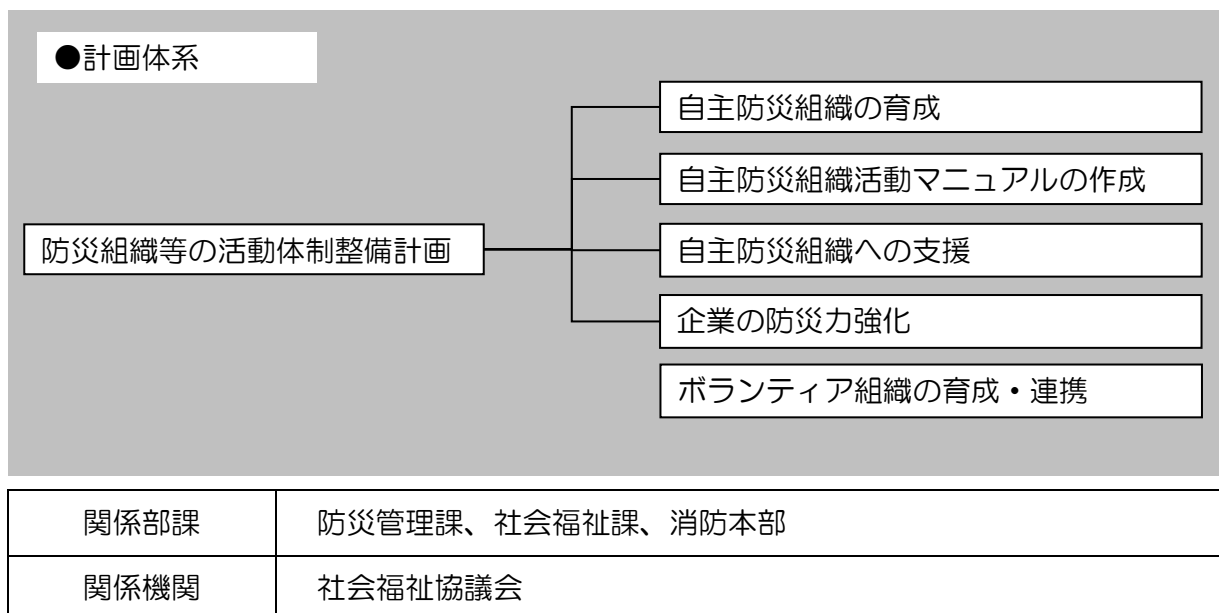 ●計画体系
自主防災組織の育成
自主防災組織活動マニュアルの作成
防災組織等の活動体制整備計画
自主防災組織への支援
企業の防災力強化
ボランティア組織の育成・連携
関係部課 防災管理課、社会福祉課、消防本部
関係機関 社会福祉協議会